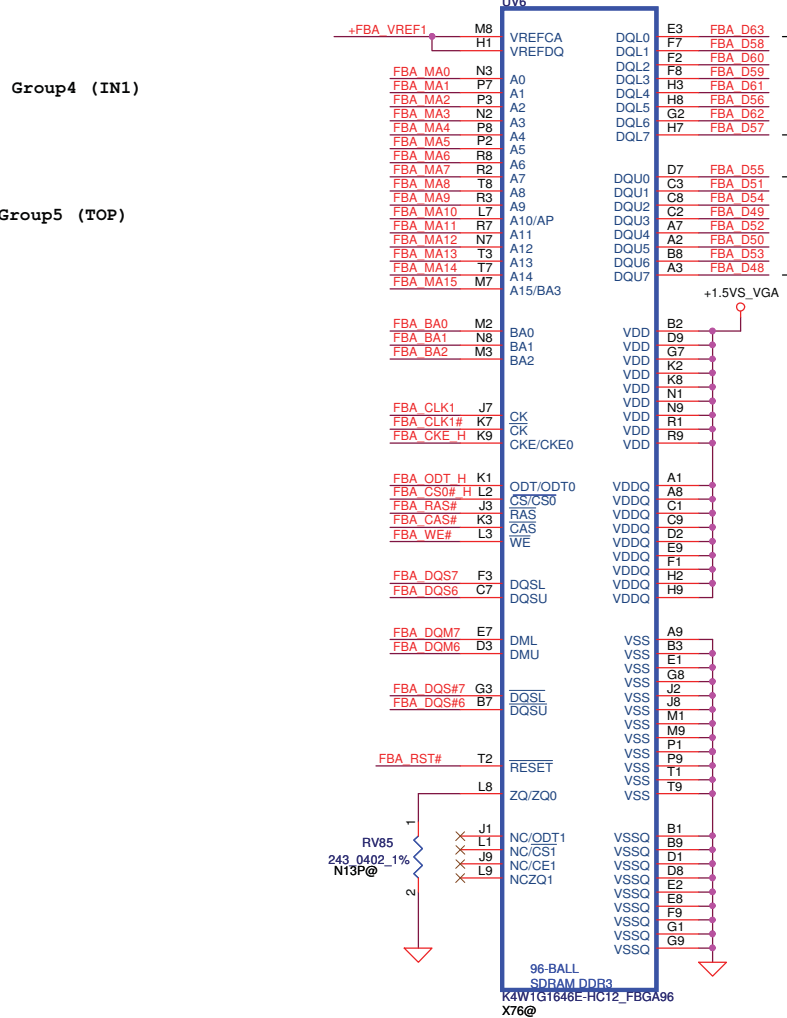 UV6
+FBA_VREF1 M8 VREFCA DQL0 E3 FBA_D63
H1 VREFDQ DQL1 F7 FBA_D58
DQL2 F2 FBA_D60
Group4 (IN1)
FBA_MA0 N3 A0 DQL3 F8 FBA_D59
FBA_MA1 P7 A1 DQL4 H3 FBA_D61
FBA_MA2 P3 A2 DQL5 H8 FBA_D56
FBA_MA3 N2 A3 DQL6 G2 FBA_D62
FBA_MA4 P8 A4 DQL7 H7 FBA_D57
FBA_MA5 P2 A5
FBA_MA6 R8 A6
FBA_MA7 R2 A7 DQU0 D7 FBA_D55
FBA_MA8 T8 A8 DQU1 C3 FBA_D51
FBA_MA9 R3 A9 DQU2 C8 FBA_D54
Group5 (TOP)
FBA_MA10 L7 A10/AP DQU3 C2 FBA_D49
FBA_MA11 R7 A11 DQU4 A7 FBA_D52
FBA_MA12 N7 A12 DQU5 A2 FBA_D50
FBA_MA13 T3 A13 DQU6 B8 FBA_D53
FBA_MA14 T7 A14 DQU7 A3 FBA_D48
FBA_MA15 M7 A15/BA3
+1.5VS_VGA
FBA_BA0 M2 BA0 VDD B2
FBA_BA1 N8 BA1 VDD D9
FBA_BA2 M3 BA2 VDD G7
VDD K2
VDD K8
VDD N1
FBA_CLK1 J7 CK VDD N9
FBA_CLK1# K7 CK VDD R1
FBA_CKE_H K9 CKE/CKE0 VDD R9
FBA_ODT_H K1 ODT/ODT0 VDDQ A1
FBA_CS0#_H L2 CS/CS0 VDDQ A8
FBA_RAS# J3 RAS VDDQ C1
FBA_CAS# K3 CAS VDDQ C9
FBA_WE# L3 WE VDDQ D2
VDDQ E9
VDDQ F1
FBA_DQS7 F3 DQSL VDDQ H2
FBA_DQS6 C7 DQSU VDDQ H9
FBA_DQM7 E7 DML VSS A9
FBA_DQM6 D3 DMU VSS B3
VSS E1
VSS G8
FBA_DQS#7 G3 DQSL VSS J2
FBA_DQS#6 B7 DQSU VSS J8
VSS M1
VSS M9
VSS P1
FBA_RST# T2 RESET VSS P9
VSS T1
L8 ZQ/ZQ0 VSS T9
1
J1 NC/ODT1 VSSQ B1
RV85 L1 NC/CS1 VSSQ B9
243_0402_1% J9 NC/CE1 VSSQ D1
N13P@ L9 NCZQ1 VSSQ D8
2
VSSQ E2
VSSQ E8
VSSQ F9
VSSQ G1
VSSQ G9
96-BALL
SDRAM DDR3
K4W1G1646E-HC12_FBGA96
X76@